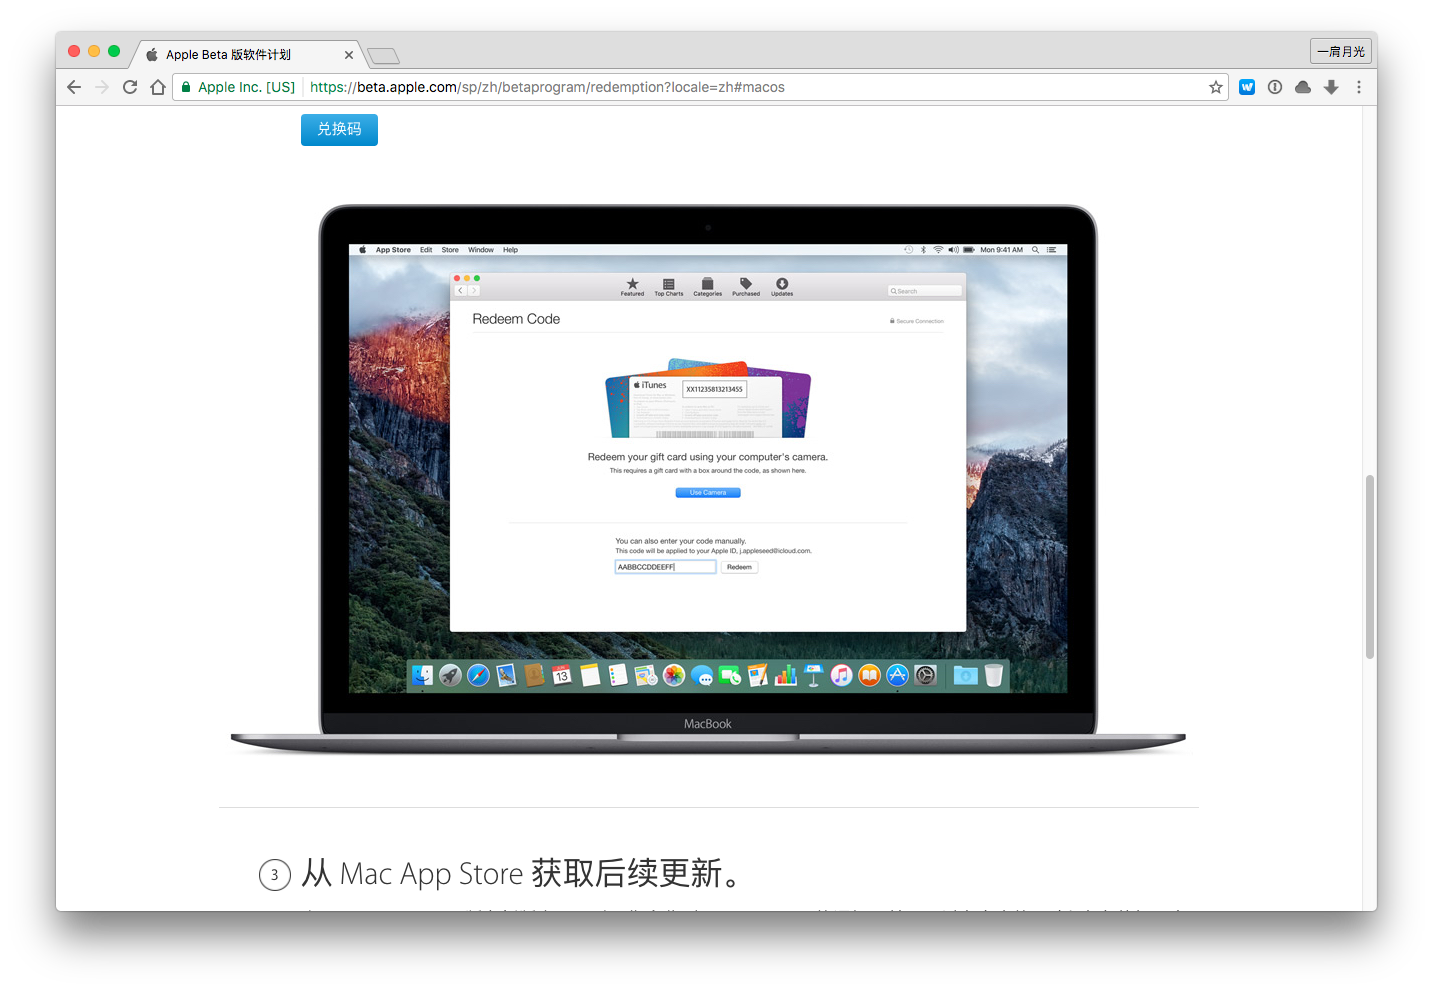 Apple Beta 版软件计划
一肩月光
Apple Inc. [US]
https://beta.apple.com/sp/zh/betaprogram/redemption?locale=zh#macos
兑换码
App Store Edit Store Window Help
Mon 9:41 AM
Featured Top Charts Categories Purchased Updates
Search
Redeem Code
Secure Connection
iTunes
XX11235813213455
Redeem your gift card using your computer's camera.
This requires a gift card with a box around the code, as shown here.
Use Camera
You can also enter your code manually.
This code will be applied to your Apple ID, j.appleseed@icloud.com.
AABBCCDDEEFF
Redeem
13
MacBook
3 从 Mac App Store 获取后续更新。